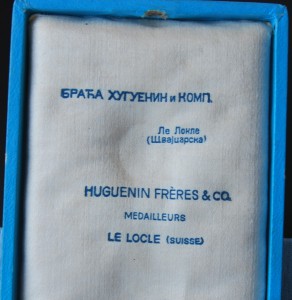 БРАЋА ХУГУЕНИН и КОМП.
Ле Локле
(Швајцарска)
HUGUENIN FRÈRES & CO.
MEDAILLEURS
LE LOCLE (SUISSE)